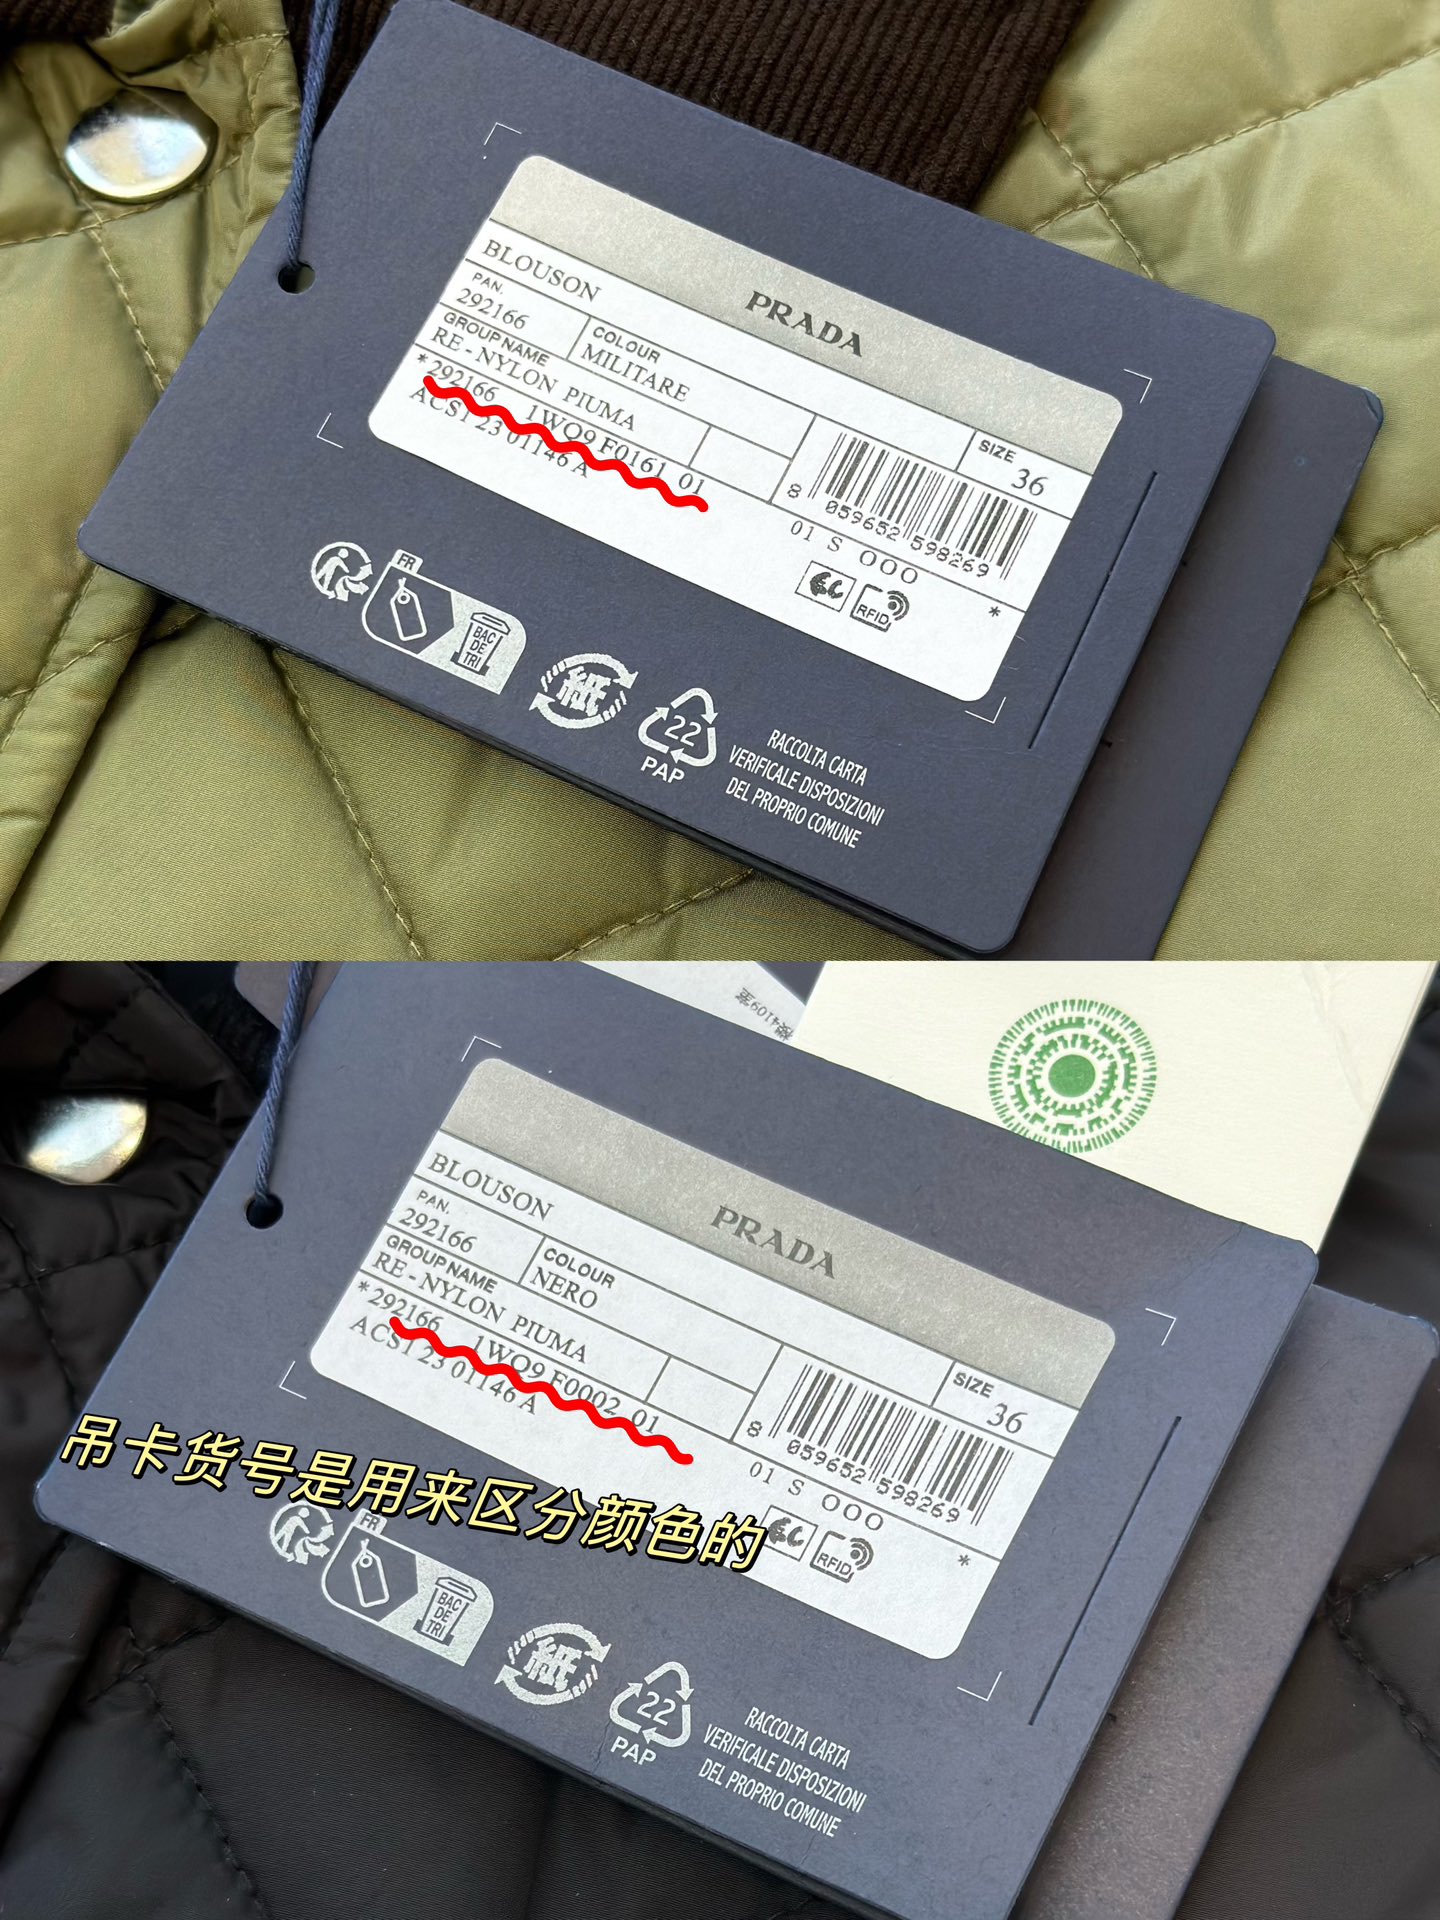 PRADA
BLOUSON
PAN.
292166
COLOUR
MILITARE
GROUP NAME
RE - NYLON PIUMA
*292166 1WQ9 F0161 01
ACS1 23 01146 A
SIZE
36
8 059652 598269
01 S OOO
RFID
*
FR
BAC
DE
TRI
紙
22
PAP
RACCOLTA CARTA
VERIFICALE DISPOSIZIONI
DEL PROPRIO COMUNE
PRADA
BLOUSON
PAN.
292166
COLOUR
NERO
GROUP NAME
RE - NYLON PIUMA
*292166 1WQ9 F0002 01
ACS1 23 01146 A
SIZE
36
8 059652 598269
01 S OOO
RFID
*
吊卡货号是用来区分颜色的
FR
BAC
DE
TRI
紙
22
PAP
RACCOLTA CARTA
VERIFICALE DISPOSIZIONI
DEL PROPRIO COMUNE